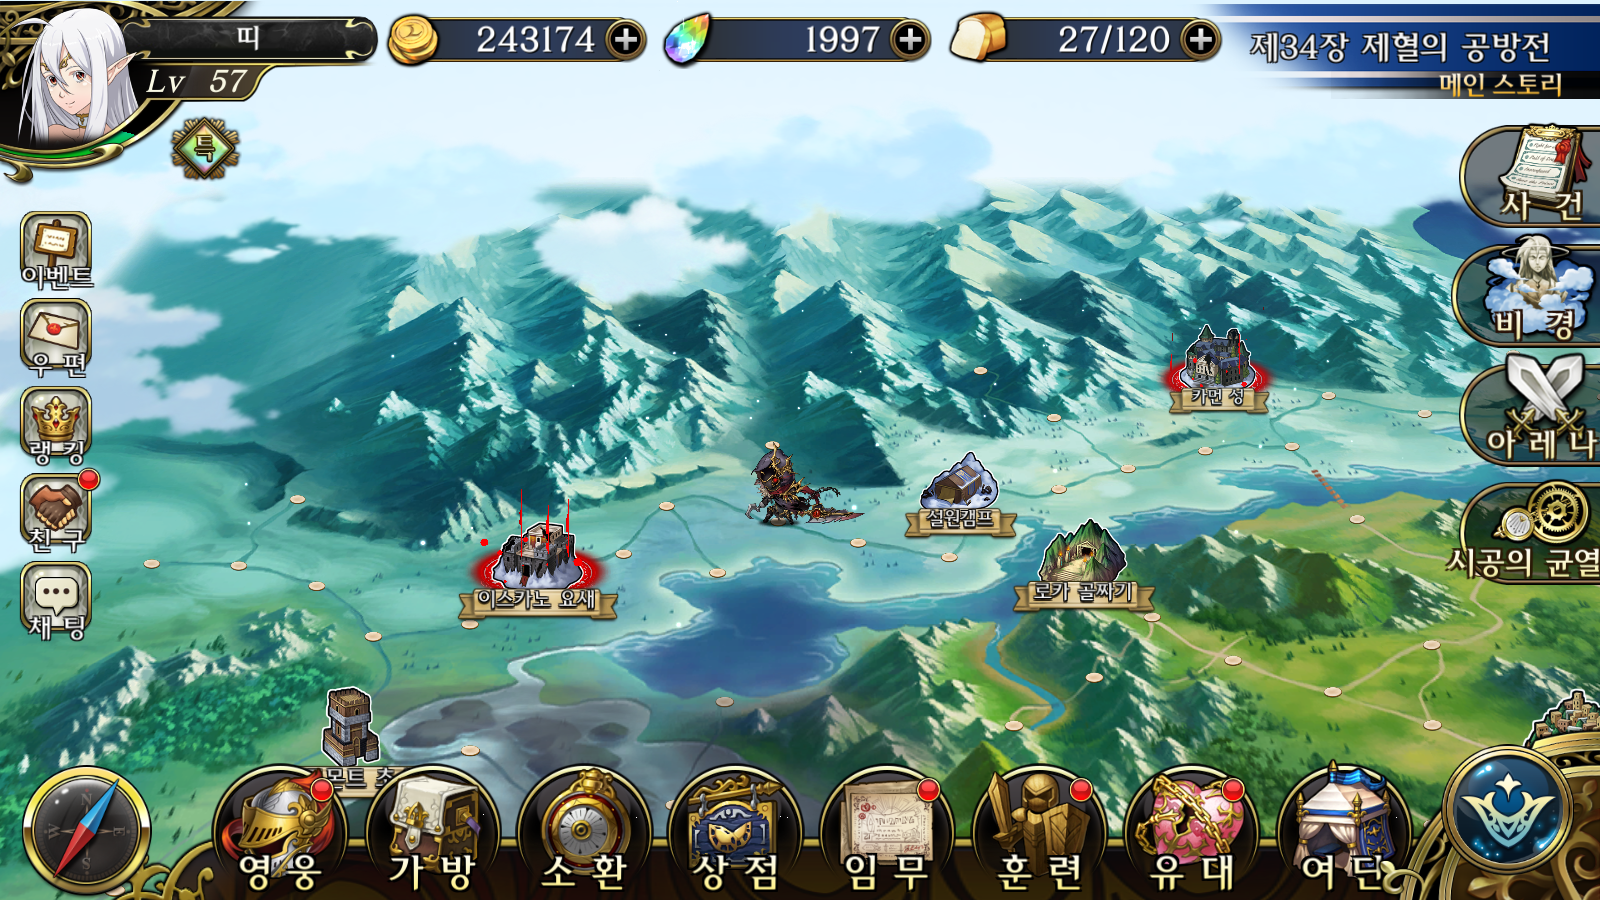 띠
243174
1997
27/120
제34장 제혈의 공방전
메인 스토리
Lv 57
특
사 건
이벤트
비 경
우 편
카먼 성
랭 킹
아 레 나
친 구
설원캠프
시공의 균열
이스카노 요새
로카 골짜기
채 팅
몬트
N
W
E
S
영 웅
가 방
소 환
상 점
임 무
훈 련
유 대
여 단